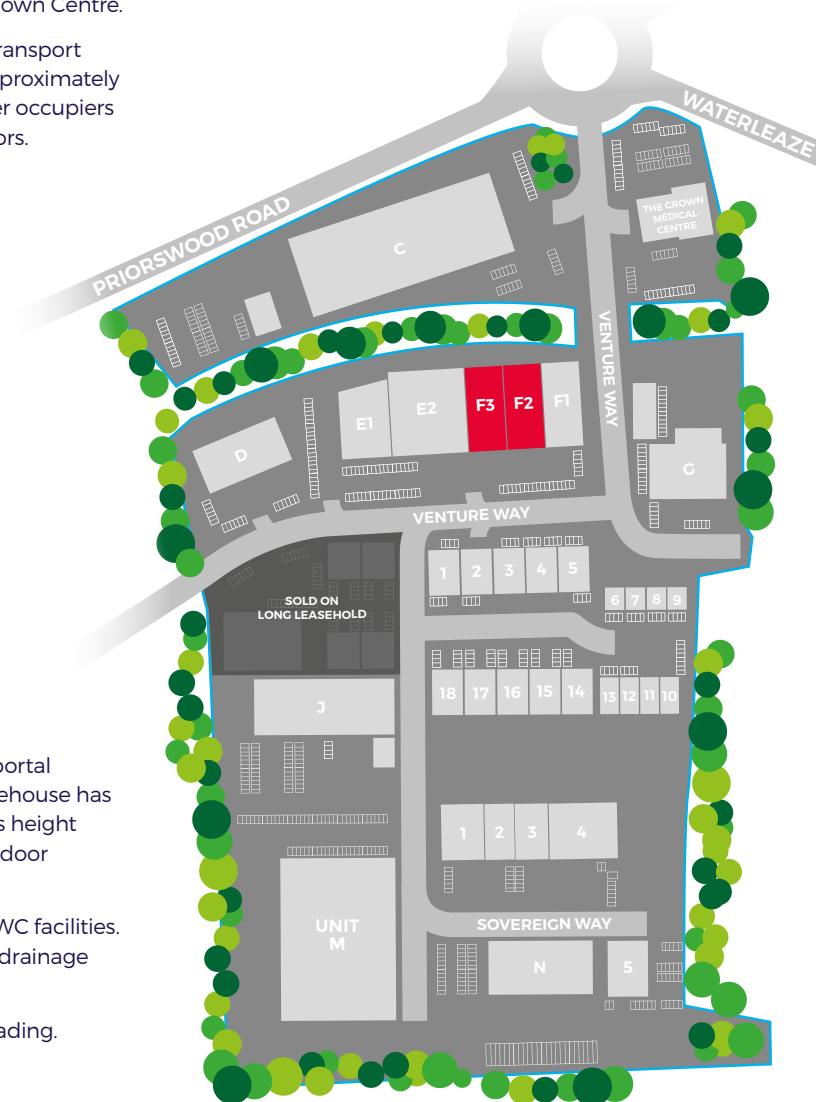 own Centre.
ransport
proximately
er occupiers
ors.
WATERLEAZE
PRIORSWOOD ROAD
THE CROWN
MEDICAL
CENTRE
C
VENTURE WAY
E1
E2
F3
F2
F1
D
G
VENTURE WAY
1
2
3
4
5
SOLD ON
LONG LEASEHOLD
6
7
8
9
18
17
16
15
14
13
12
11
10
J
portal
ehouse has
s height
door
1
2
3
4
WC facilities.
drainage
UNIT
M
SOVEREIGN WAY
N
5
ading.